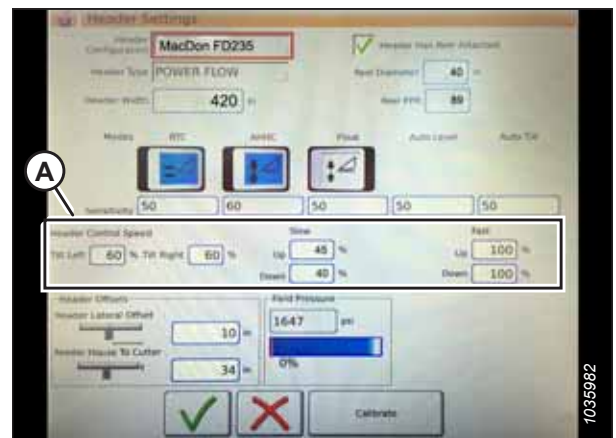 Header Settings
Header Configuration MacDon FD235
Header Has Reel Attached
Header Type POWER FLOW
Reel Diameter 40 in
Header Width 420 in
Reel PPR 89
Modes RTC AHHC Float Auto Level Auto Tilt
Sensitivity 50 60 50 50 50
A
Header Control Speed Slow Fast
Tilt Left 60 % Tilt Right 60 % Up 45 % Up 100 %
Down 40 % Down 100 %
Header Offsets Field Pressure
Header Lateral Offset 10 in 1647 psi
Feeder House To Cutter 34 in 0%
Calibrate
1035982